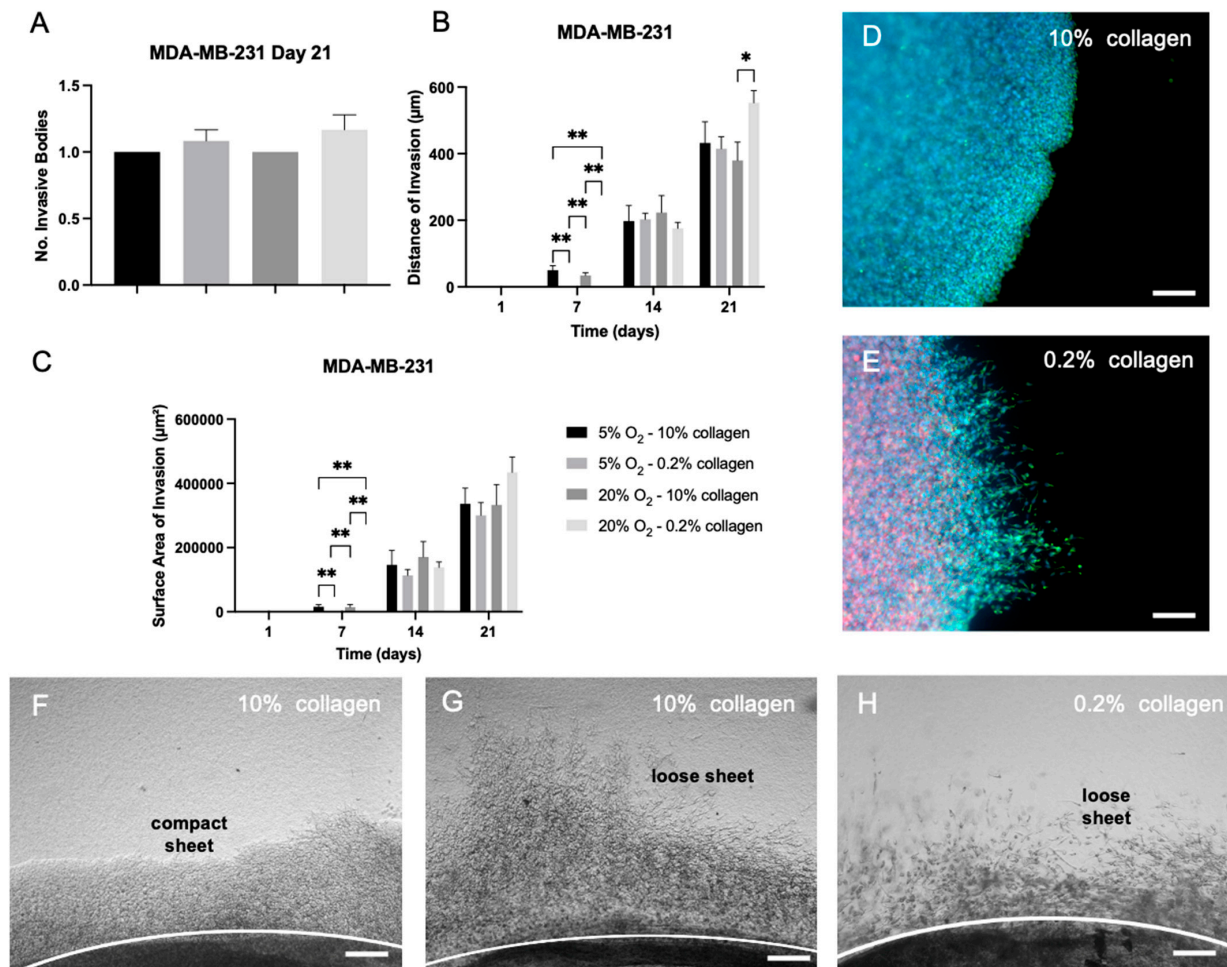 A
MDA-MB-231 Day 21
No. Invasive Bodies
1.5
1.0
0.5
0.0
B
MDA-MB-231
Distance of Invasion (µm)
600
400
200
0
**
**
**
**
*
1
7
14
21
Time (days)
C
MDA-MB-231
Surface Area of Invasion (µm²)
600000
400000
200000
0
**
**
**
**
1
7
14
21
Time (days)
5% O₂ - 10% collagen
5% O₂ - 0.2% collagen
20% O₂ - 10% collagen
20% O₂ - 0.2% collagen
D
10% collagen
E
0.2% collagen
F
10% collagen
compact
sheet
G
10% collagen
loose sheet
H
0.2% collagen
loose
sheet